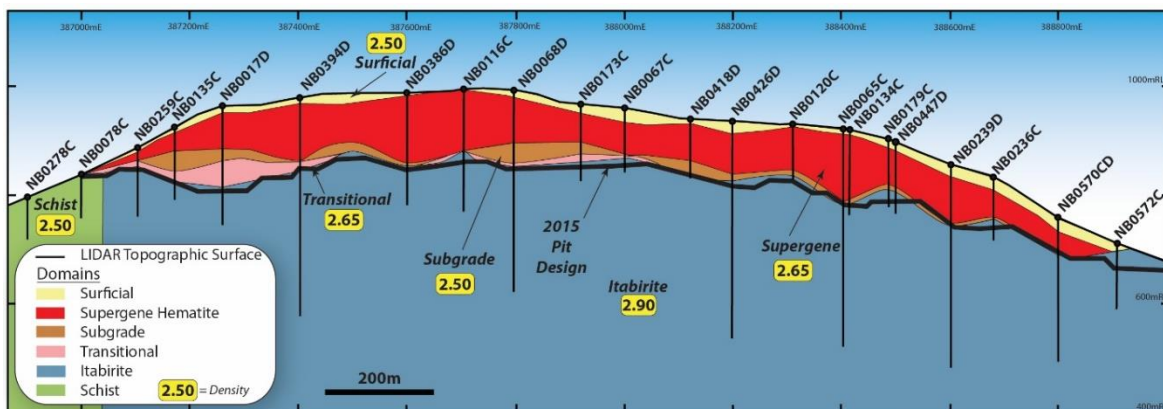 387000mE
387200mE
387400mE
387600mE
387800mE
388000mE
388200mE
388400mE
388600mE
388800mE
NB0278C
NB0078C
NB0259C
NB0135C
NB0017D
NB0394D
NB0386D
NB0116C
NB0068D
NB0173C
NB0067C
NB0418D
NB0426D
NB0120C
NB0065C
NB0134C
NB0179C
NB0447D
NB0239D
NB0236C
NB0570CD
NB0572C
2.50
Surficial
1000mRL
Schist
2.50
Transitional
2.65
Subgrade
2.50
2015
Pit
Design
Itabirite
2.90
Supergene
2.65
600mRL
400mRL
LIDAR Topographic Surface
Domains
Surficial
Supergene Hematite
Subgrade
Transitional
Itabirite
Schist
2.50 = Density
200m